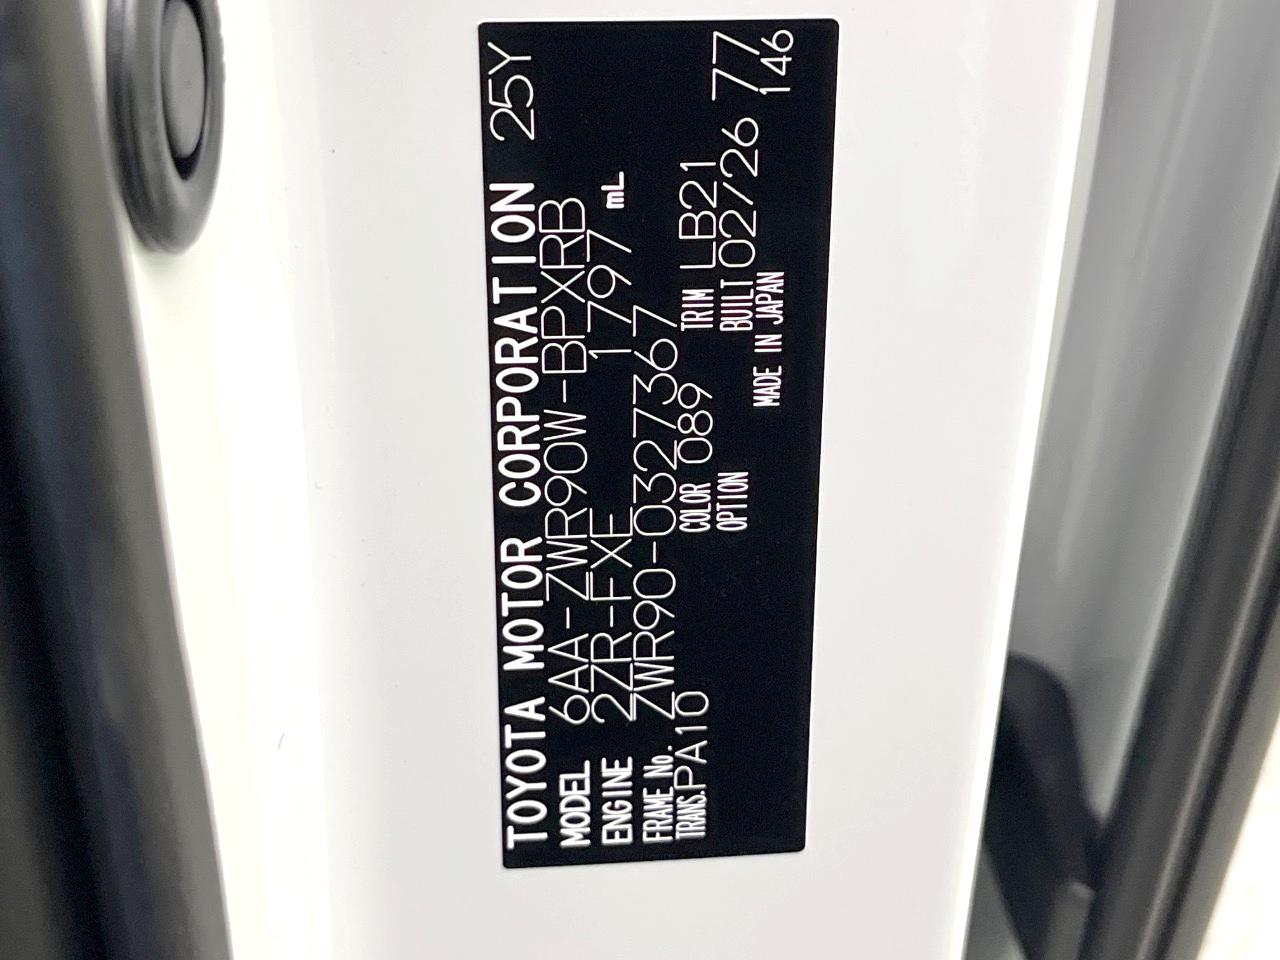 TOYOTA MOTOR CORPORATION 25Y
MODEL 6AA-ZWR90W-BPXRB
ENGINE 2ZR-FXE 1797 mL
FRAME No. ZWR90-0327367
COLOR 089 TRIM LB21
TRANS. PA10
OPTION BUILT 02/26 77
MADE IN JAPAN 146